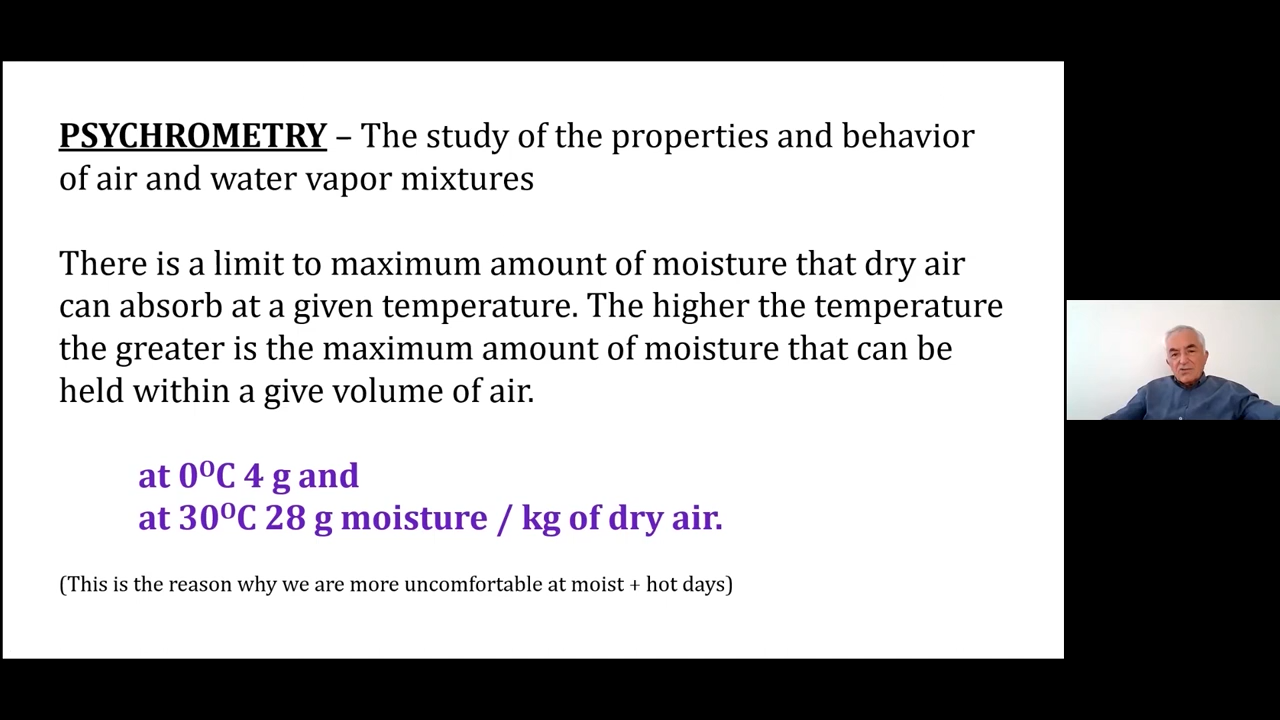 PSYCHROMETRY – The study of the properties and behavior
of air and water vapor mixtures
There is a limit to maximum amount of moisture that dry air
can absorb at a given temperature. The higher the temperature
the greater is the maximum amount of moisture that can be
held within a give volume of air.
at 0ᴼC 4 g and
at 30ᴼC 28 g moisture / kg of dry air.
(This is the reason why we are more uncomfortable at moist + hot days)